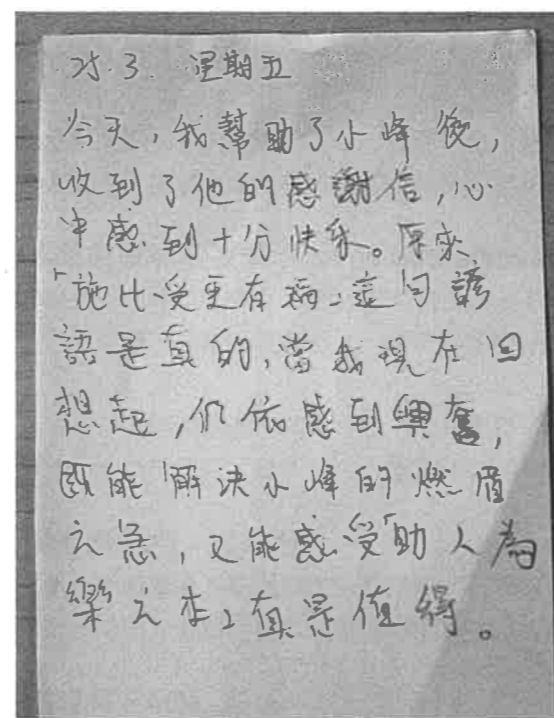 25.3. 星期五
今天,我幫助了小峰後,
收到了他的感謝信,心
中感到十分快樂。原來
「施比受更有福」這句諺
語是真的,當我現在回
想起,仍依感到興奮,
既能解決小峰的燃眉
之急,又能感受「助人為
樂之本」真是值得。